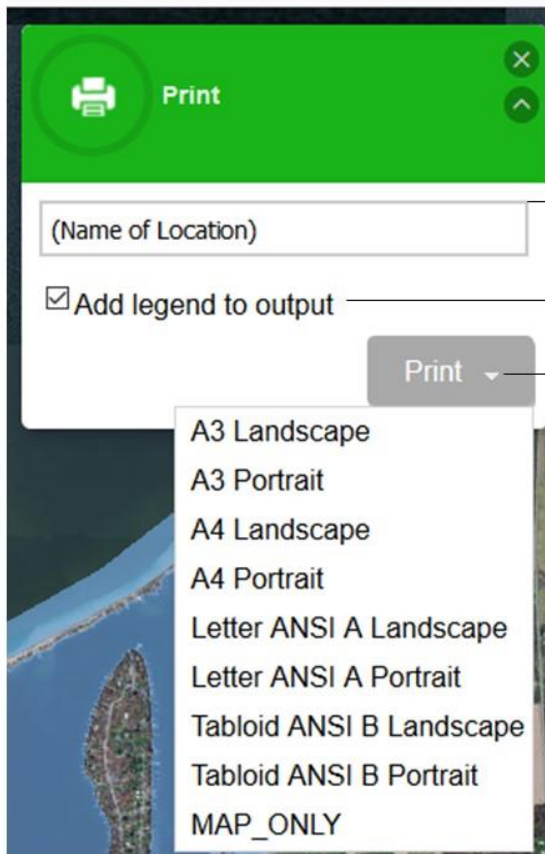 Print
(Name of Location)
Add legend to output
Print
A3 Landscape
A3 Portrait
A4 Landscape
A4 Portrait
Letter ANSI A Landscape
Letter ANSI A Portrait
Tabloid ANSI B Landscape
Tabloid ANSI B Portrait
MAP_ONLY